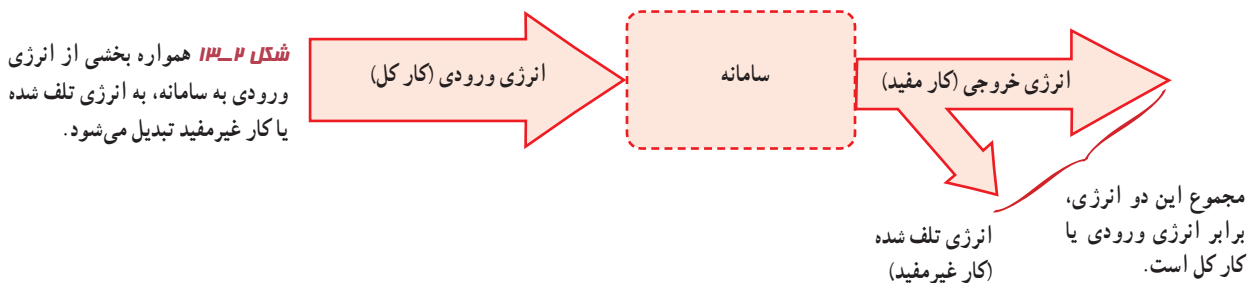 شکل ۲ــ۱۳ همواره بخشی از انرژی
ورودی به سامانه، به انرژی تلف شده
یا کار غیرمفید تبدیل می‌شود.
انرژی ورودی (کار کل)
سامانه
انرژی خروجی (کار مفید)
انرژی تلف شده
(کار غیرمفید)
مجموع این دو انرژی،
برابر انرژی ورودی یا
کار کل است.